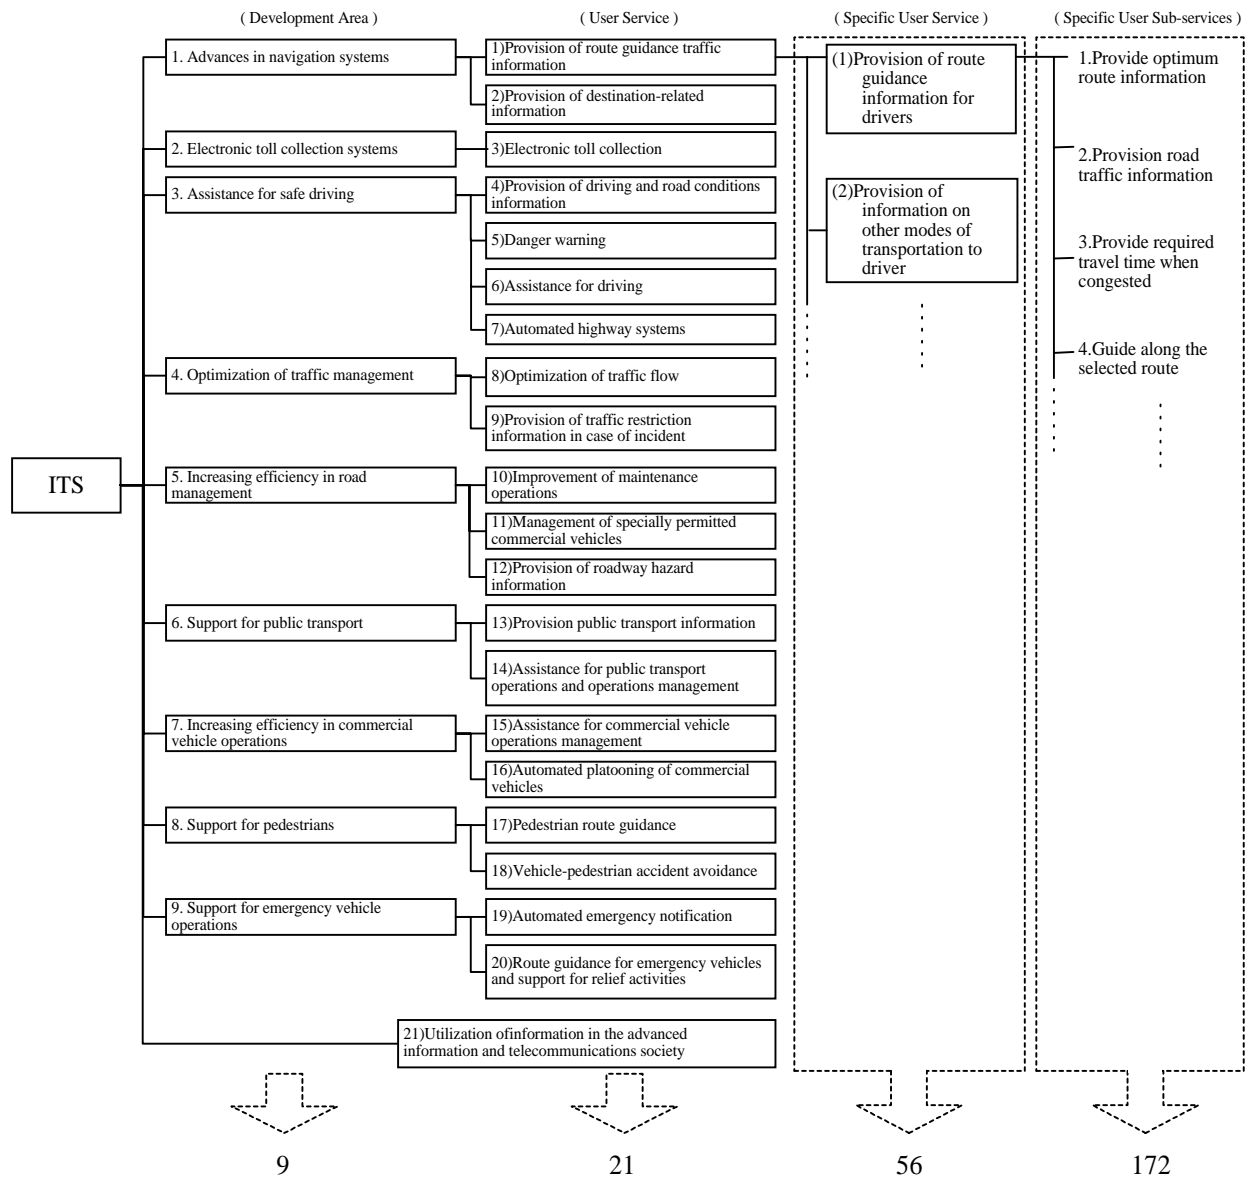 ( Development Area )
( User Service )
( Specific User Service )
( Specific User Sub-services )
ITS
1. Advances in navigation systems
2. Electronic toll collection systems
3. Assistance for safe driving
4. Optimization of traffic management
5. Increasing efficiency in road
management
6. Support for public transport
7. Increasing efficiency in commercial
vehicle operations
8. Support for pedestrians
9. Support for emergency vehicle
operations
1)Provision of route guidance traffic
information
2)Provision of destination-related
information
3)Electronic toll collection
4)Provision of driving and road conditions
information
5)Danger warning
6)Assistance for driving
7)Automated highway systems
8)Optimization of traffic flow
9)Provision of traffic restriction
information in case of incident
10)Improvement of maintenance
operations
11)Management of specially permitted
commercial vehicles
12)Provision of roadway hazard
information
13)Provision public transport information
14)Assistance for public transport
operations and operations management
15)Assistance for commercial vehicle
operations management
16)Automated platooning of commercial
vehicles
17)Pedestrian route guidance
18)Vehicle-pedestrian accident avoidance
19)Automated emergency notification
20)Route guidance for emergency vehicles
and support for relief activities
21)Utilization ofinformation in the advanced
information and telecommunications society
(1)Provision of route
guidance
information for
drivers
(2)Provision of
information on
other modes of
transportation to
driver
1.Provide optimum
route information
2.Provision road
traffic information
3.Provide required
travel time when
congested
4.Guide along the
selected route
9
21
56
172